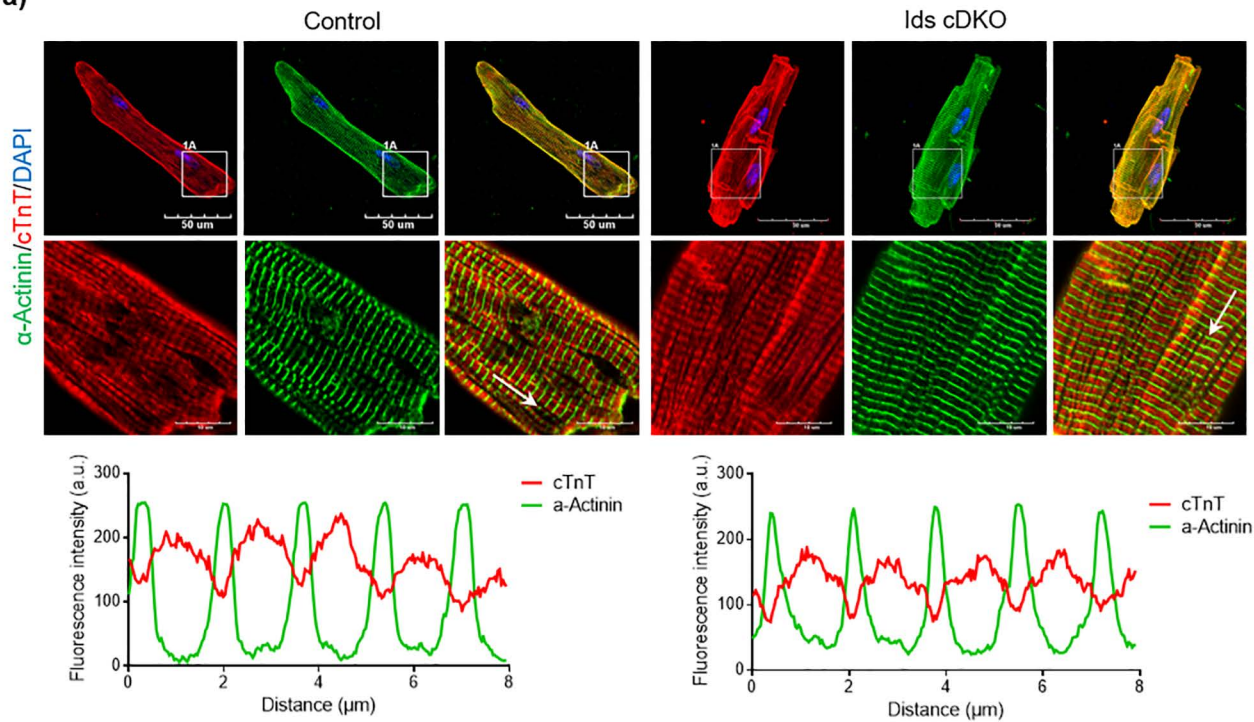 a)
Control
Ids cDKO
α-Actinin/cTnT/DAPI
1A
50 um
50 um
1A
50 um
1A
1A
1A
Fluorescence intensity (a.u.)
300
200
100
0
0 2 4 6 8
Distance (μm)
cTnT
a-Actinin
Fluorescence intensity (a.u.)
300
200
100
0
0 2 4 6 8
Distance (μm)
cTnT
a-Actinin